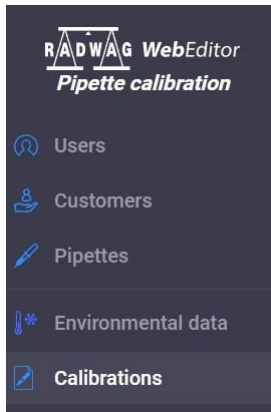 RADWAG WebEditor
Pipette calibration
Users
Customers
Pipettes
Environmental data
Calibrations